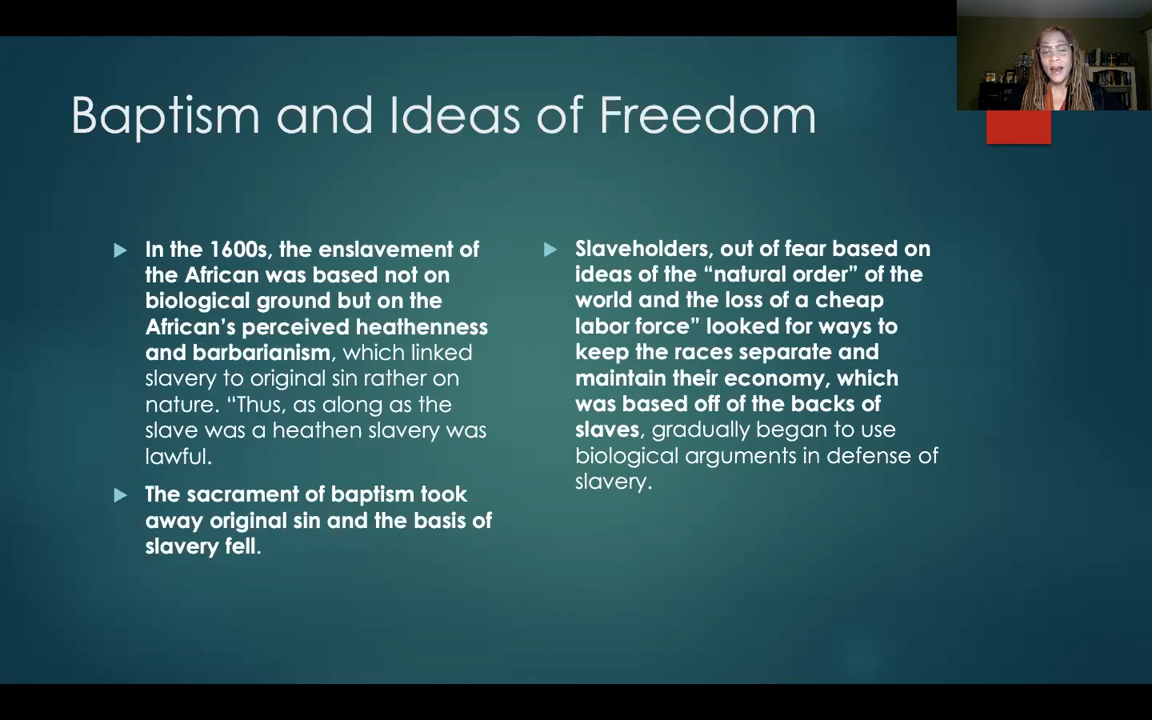 Baptism and Ideas of Freedom
In the 1600s, the enslavement of
the African was based not on
biological ground but on the
African's perceived heathenness
and barbarianism, which linked
slavery to original sin rather on
nature. “Thus, as along as the
slave was a heathen slavery was
lawful.
The sacrament of baptism took
away original sin and the basis of
slavery fell.
Slaveholders, out of fear based on
ideas of the “natural order” of the
world and the loss of a cheap
labor force” looked for ways to
keep the races separate and
maintain their economy, which
was based off of the backs of
slaves, gradually began to use
biological arguments in defense of
slavery.